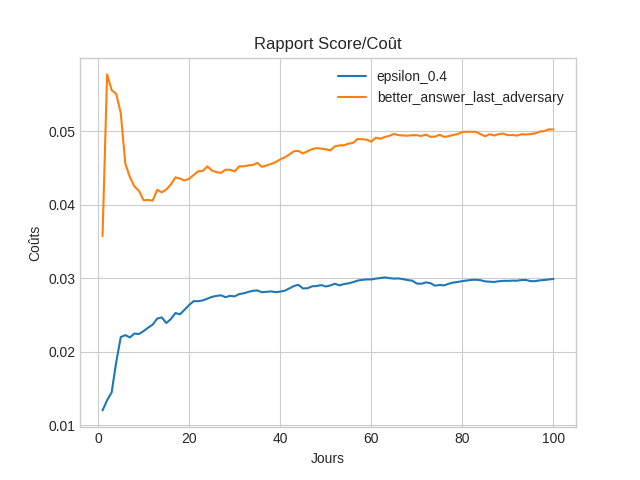 Rapport Score/Coût
epsilon_0.4
better_answer_last_adversary
0.05
0.04
Coûts
0.03
0.02
0.01
0 20 40 60 80 100
Jours